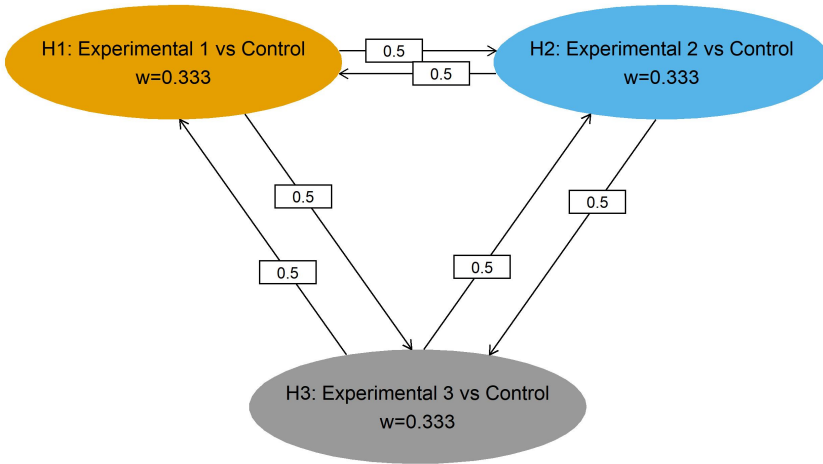 H1: Experimental 1 vs Control
w=0.333
0.5
0.5
H2: Experimental 2 vs Control
w=0.333
0.5
0.5
0.5
0.5
H3: Experimental 3 vs Control
w=0.333